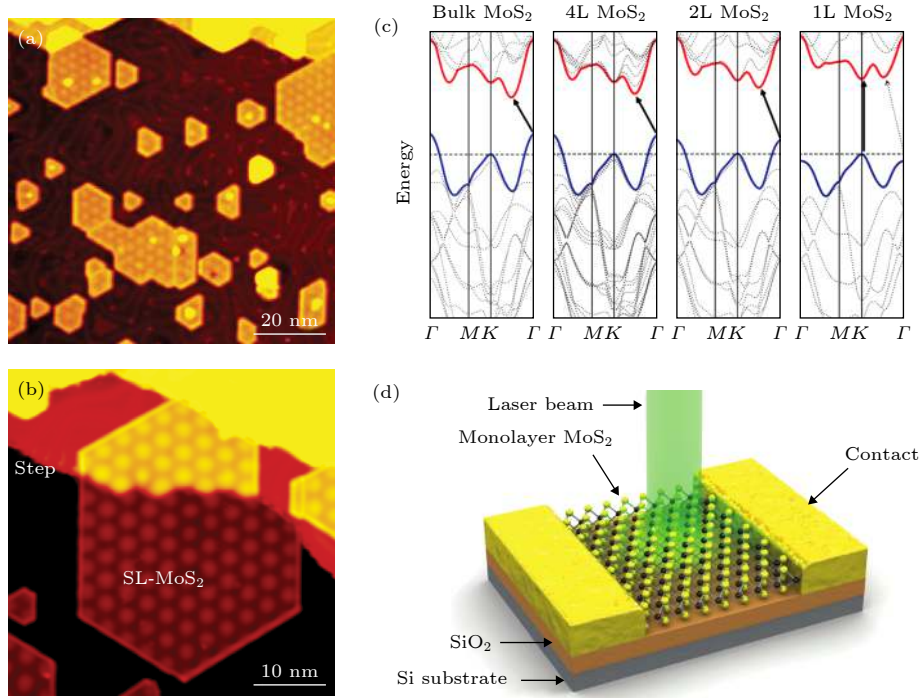 (a)
20 nm
(b)
Step
SL-MoS₂
10 nm
(c)
Bulk MoS₂ 4L MoS₂ 2L MoS₂ 1L MoS₂
Energy
Γ M K Γ Γ M K Γ Γ M K Γ Γ M K Γ
(d)
Laser beam
Monolayer MoS₂
Contact
SiO₂
Si substrate